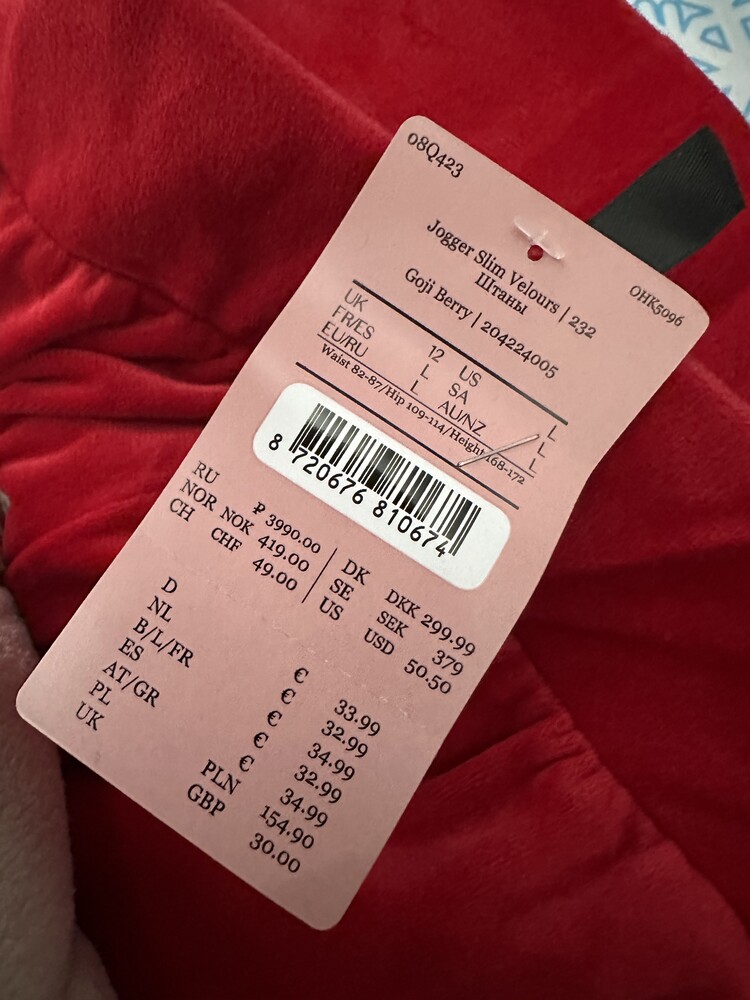 08Q423
OHK5096
Jogger Slim Velours | 232
Штаны
Goji Berry | 204224005
UK 12 US L
FR/ES L SA L
EU/RU L AU/NZ L
Waist 82-87/Hip 109-114/Height 168-172
8 720676 810674
RU ₽ 3990.00 DK DKK 299.99
NOR NOK 419.00 SE SEK 379
CH CHF 49.00 US USD 50.50
D € 33.99
NL € 32.99
B/L/FR € 34.99
ES € 32.99
AT/GR € 34.99
PL PLN 154.90
UK GBP 30.00